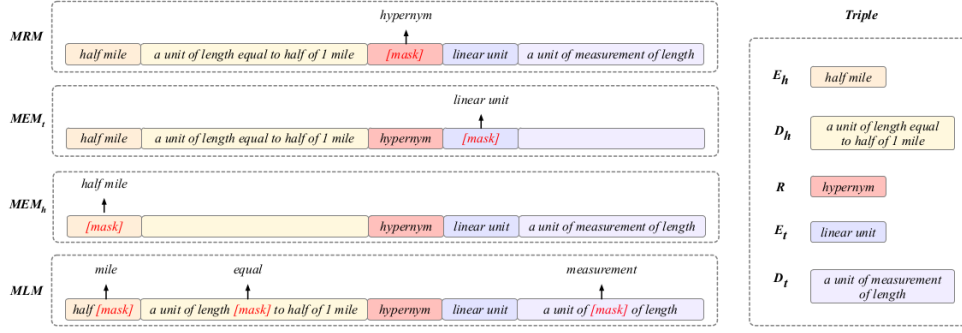 hypernym
MRM
half mile a unit of length equal to half of 1 mile [mask] linear unit a unit of measurement of length
linear unit
MEMt
half mile a unit of length equal to half of 1 mile hypernym [mask]
half mile
MEMh
[mask] hypernym linear unit a unit of measurement of length
mile equal measurement
MLM
half [mask] a unit of length [mask] to half of 1 mile hypernym linear unit a unit of [mask] of length
Triple
Eh half mile
Dh a unit of length equal
to half of 1 mile
R hypernym
Et linear unit
Dt a unit of measurement
of length